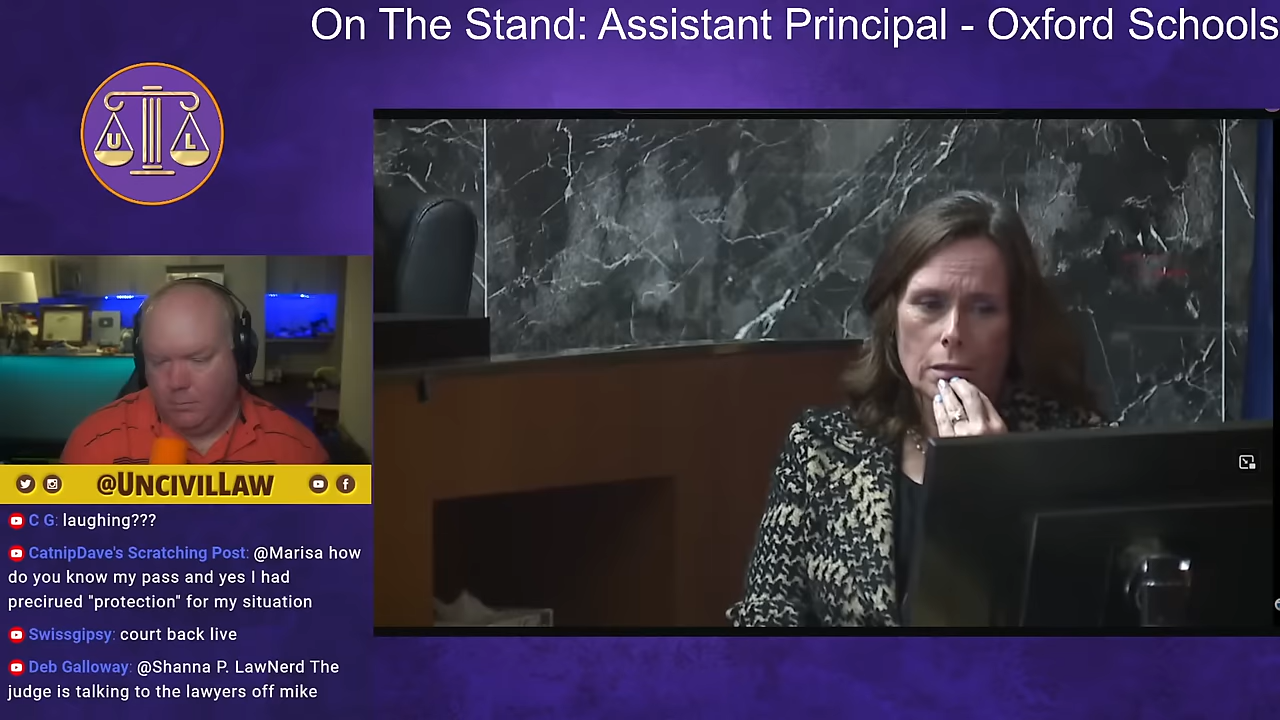 On The Stand: Assistant Principal - Oxford Schools
U L
@UNCIVILLAW
C G: laughing???
CatnipDave's Scratching Post: @Marisa how
do you know my pass and yes I had
precirued "protection" for my situation
Swissgipsy: court back live
Deb Galloway: @Shanna P. LawNerd The
judge is talking to the lawyers off mike